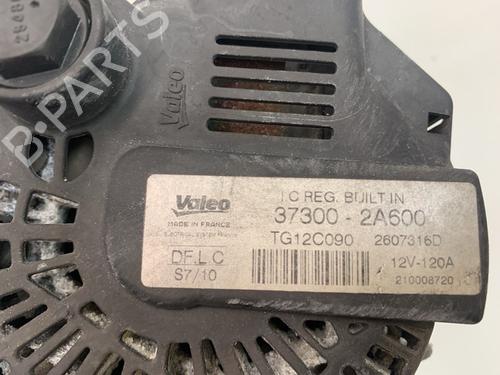 B-PARTS
Valeo
Valeo
MADE IN FRANCE
I C REG. BUILT IN
37300 - 2A600
TG12C090 2607316D
DF.L C
S7/10
12V-120A
210008720